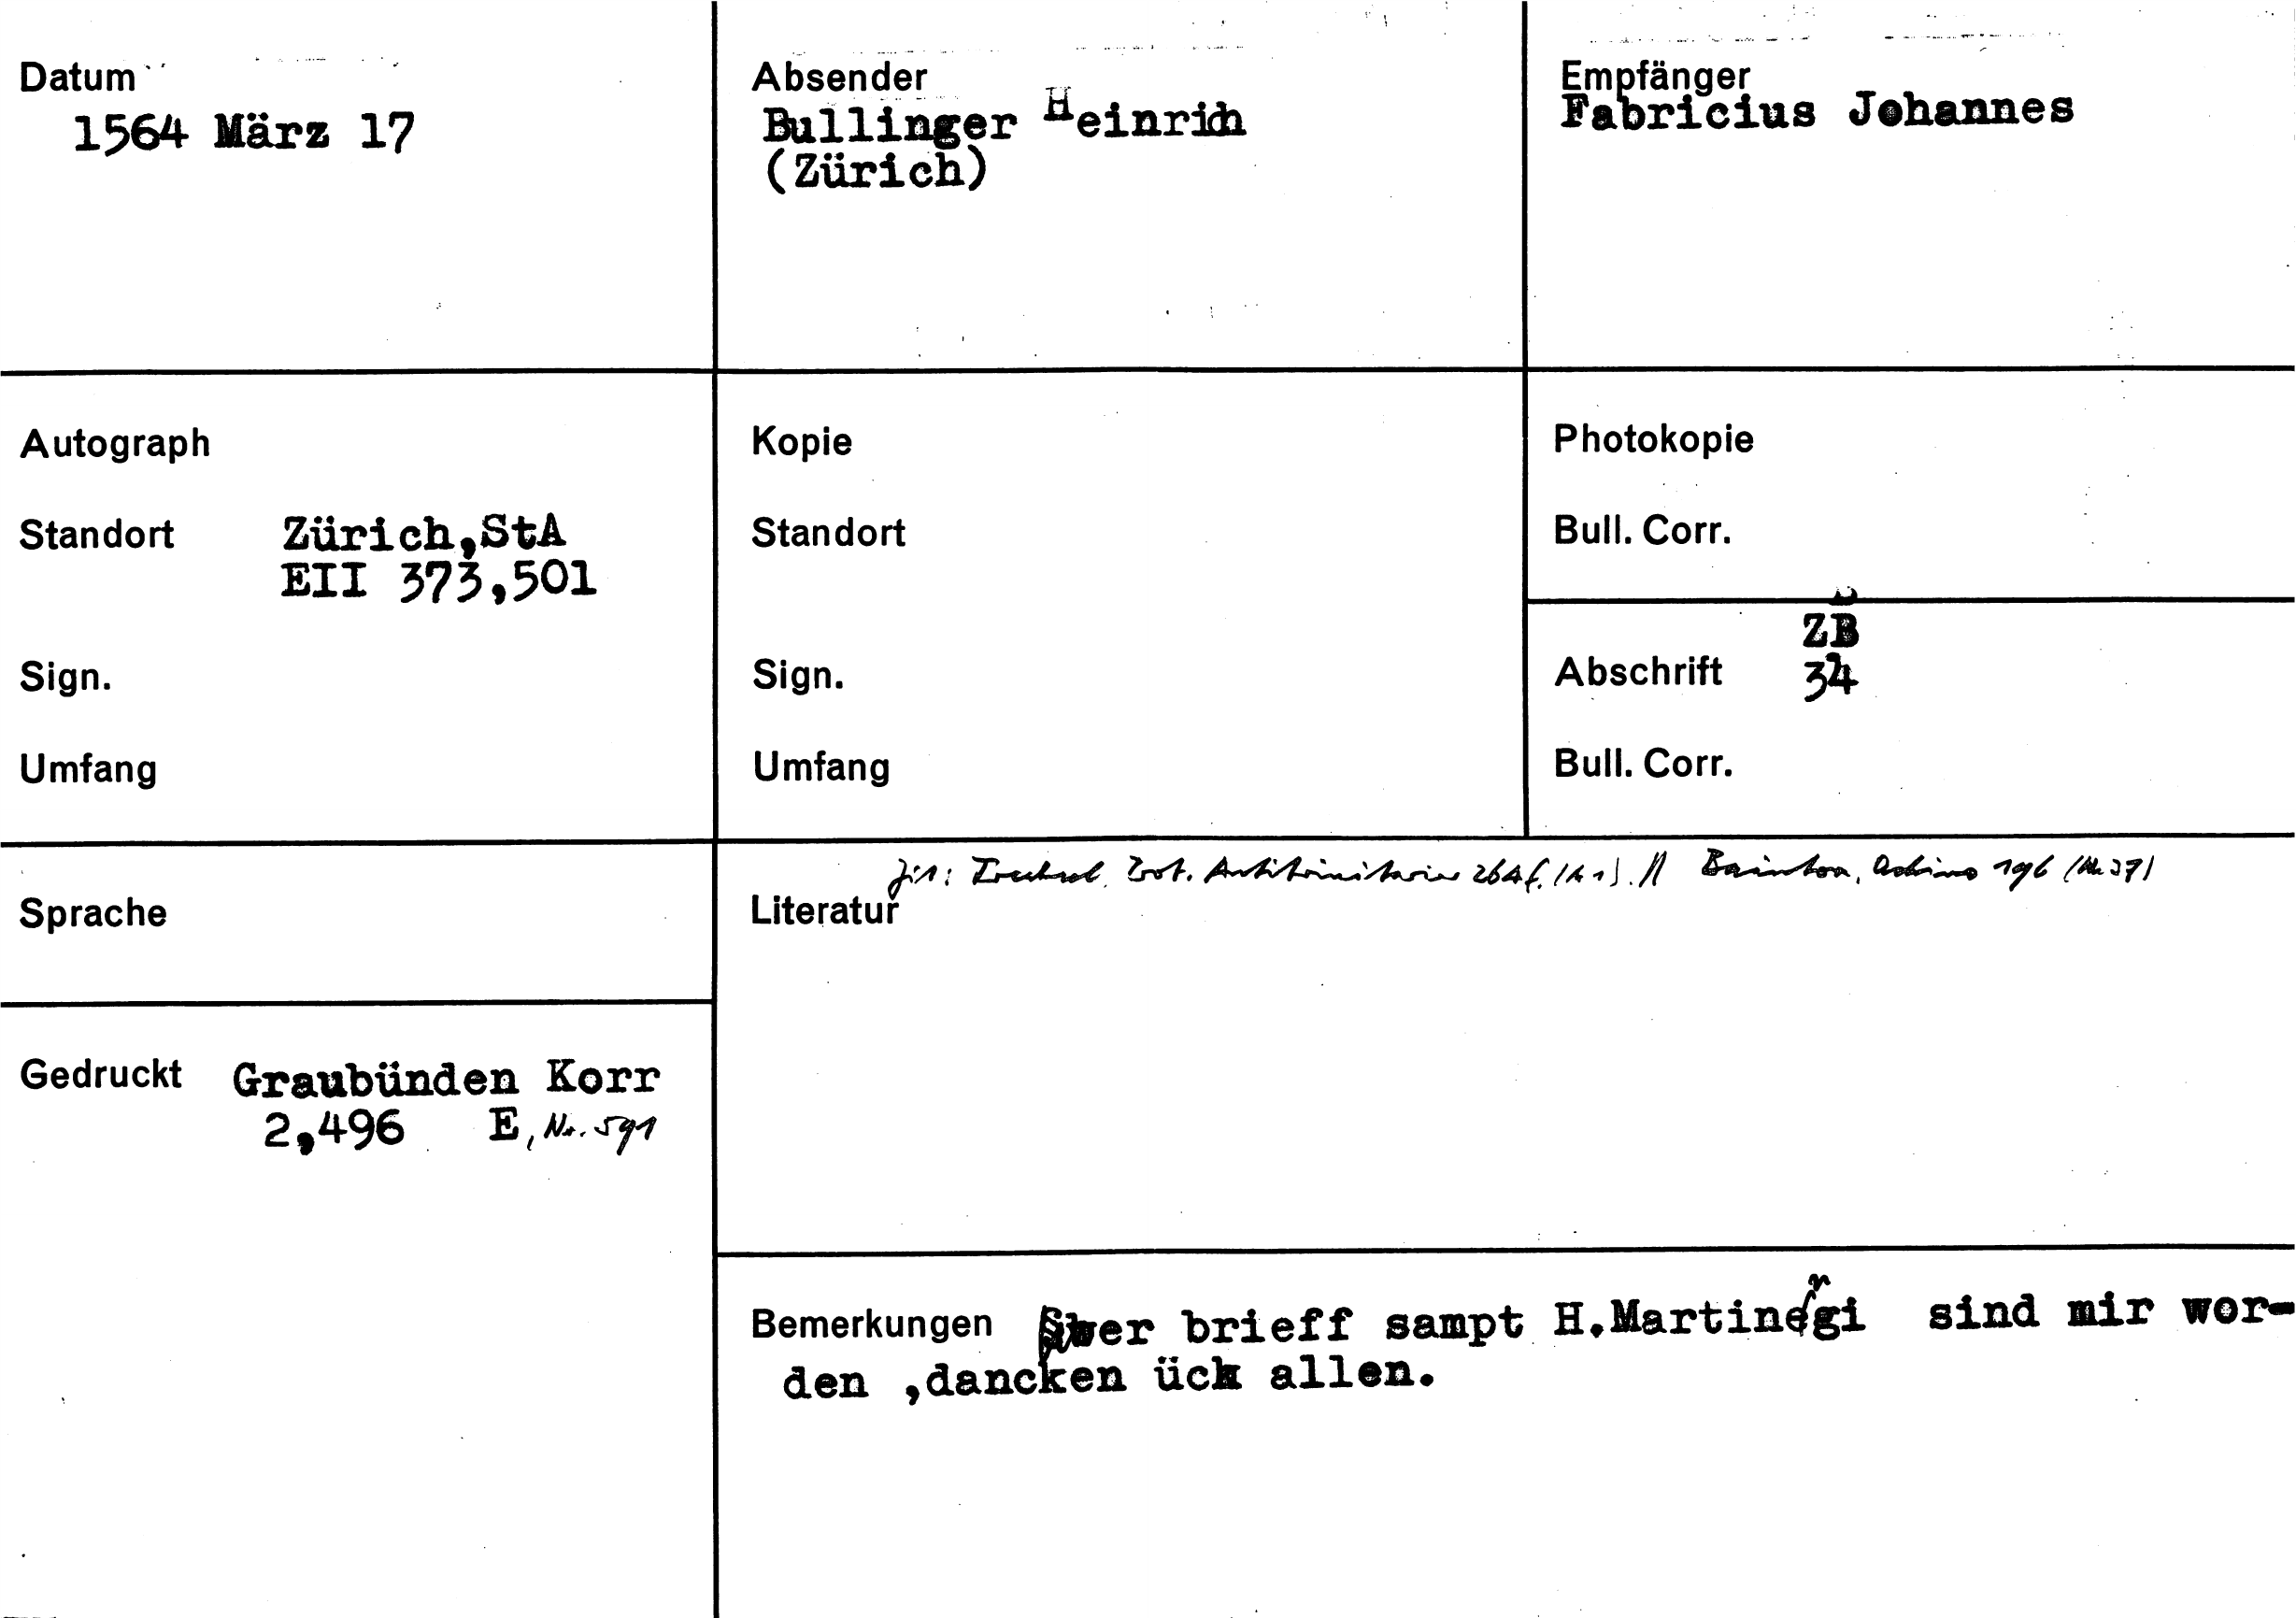 Datum
1564 März 17
Absender
Bullinger Heinrich
(Zürich)
Empfänger
Fabricius Johannes
Autograph
Standort Zürich,StA
EII 373,501
Sign.
Umfang
Kopie
Standort
Sign.
Umfang
Photokopie
Bull. Corr.
ZB
Abschrift 34
Bull. Corr.
Sprache
Gedruckt Graubünden Korr
2,496 E, Nr. 591
Zit: Trechsel, Prot. Antitrinitarier 264 f. (A 1). // Bainton, Ochino 196 (
Literatur
Bemerkungen üwer brieff sampt H.Martinengi sind mir wor-
den ,dancken üch allen.